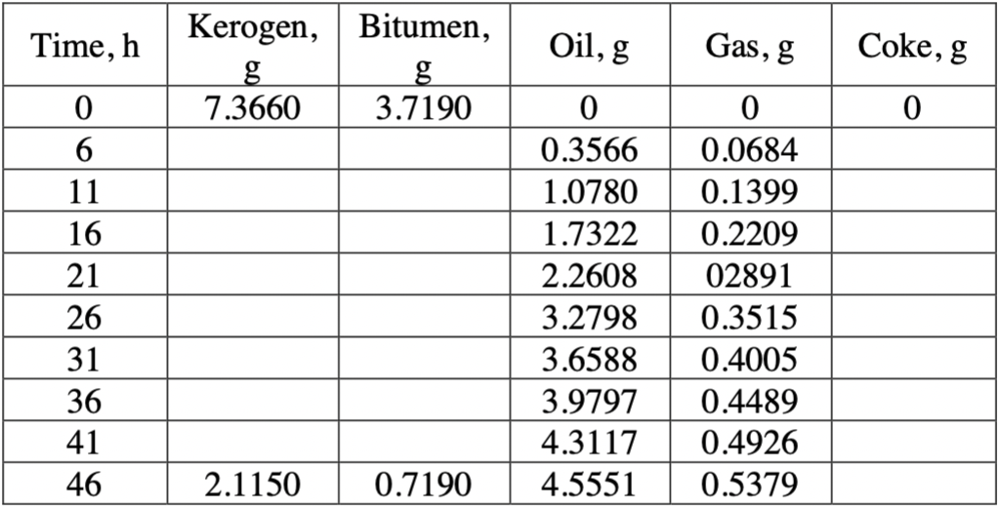 Time, h Kerogen, g Bitumen, g Oil, g Gas, g Coke, g
0 7.3660 3.7190 0 0 0
6 0.3566 0.0684
11 1.0780 0.1399
16 1.7322 0.2209
21 2.2608 02891
26 3.2798 0.3515
31 3.6588 0.4005
36 3.9797 0.4489
41 4.3117 0.4926
46 2.1150 0.7190 4.5551 0.5379